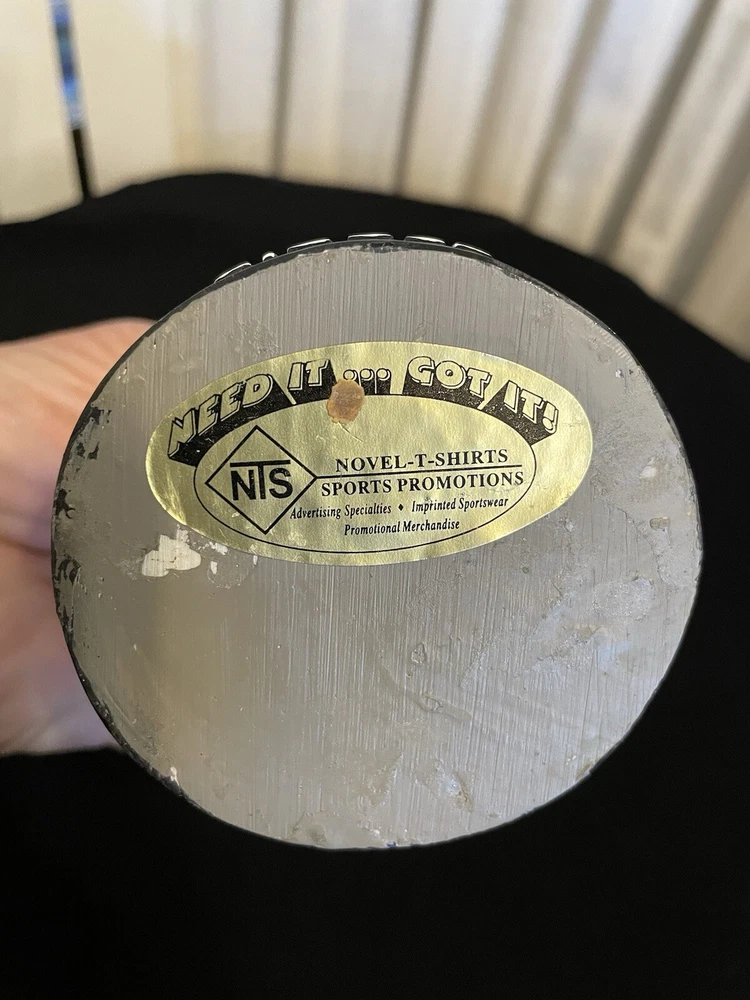 NEED IT ... GOT IT!
NTS
NOVEL-T-SHIRTS
SPORTS PROMOTIONS
Advertising Specialties ♦ Imprinted Sportswear
Promotional Merchandise